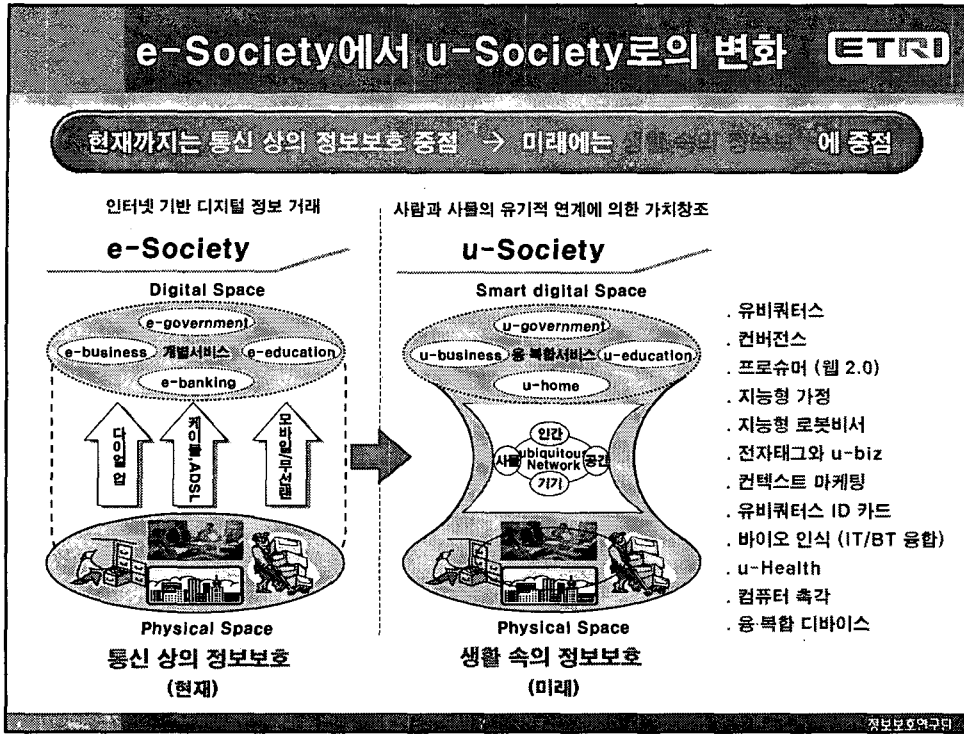 e-Society에서 u-Society로의 변화
ETRI
현재까지는 통신 상의 정보보호 중점 → 미래에는 생활 속의 정보보호 에 중점
인터넷 기반 디지털 정보 거래
e-Society
Digital Space
e-government
e-business 개별서비스 e-education
e-banking
다이얼 업
케이블, ADSL
모바일/무선랜
Physical Space
통신 상의 정보보호
(현재)
사람과 사물의 유기적 연계에 의한 가치창조
u-Society
Smart digital Space
u-government
u-business 융·복합서비스 u-education
u-home
인간
사물 ubiquitous 공간
Network
기기
Physical Space
생활 속의 정보보호
(미래)
. 유비쿼터스
. 컨버전스
. 프로슈머 (웹 2.0)
. 지능형 가정
. 지능형 로봇비서
. 전자태그와 u-biz
. 컨텍스트 마케팅
. 유비쿼터스 ID 카드
. 바이오 인식 (IT/BT 융합)
. u-Health
. 컴퓨터 촉각
. 융·복합 디바이스
정보보호연구단